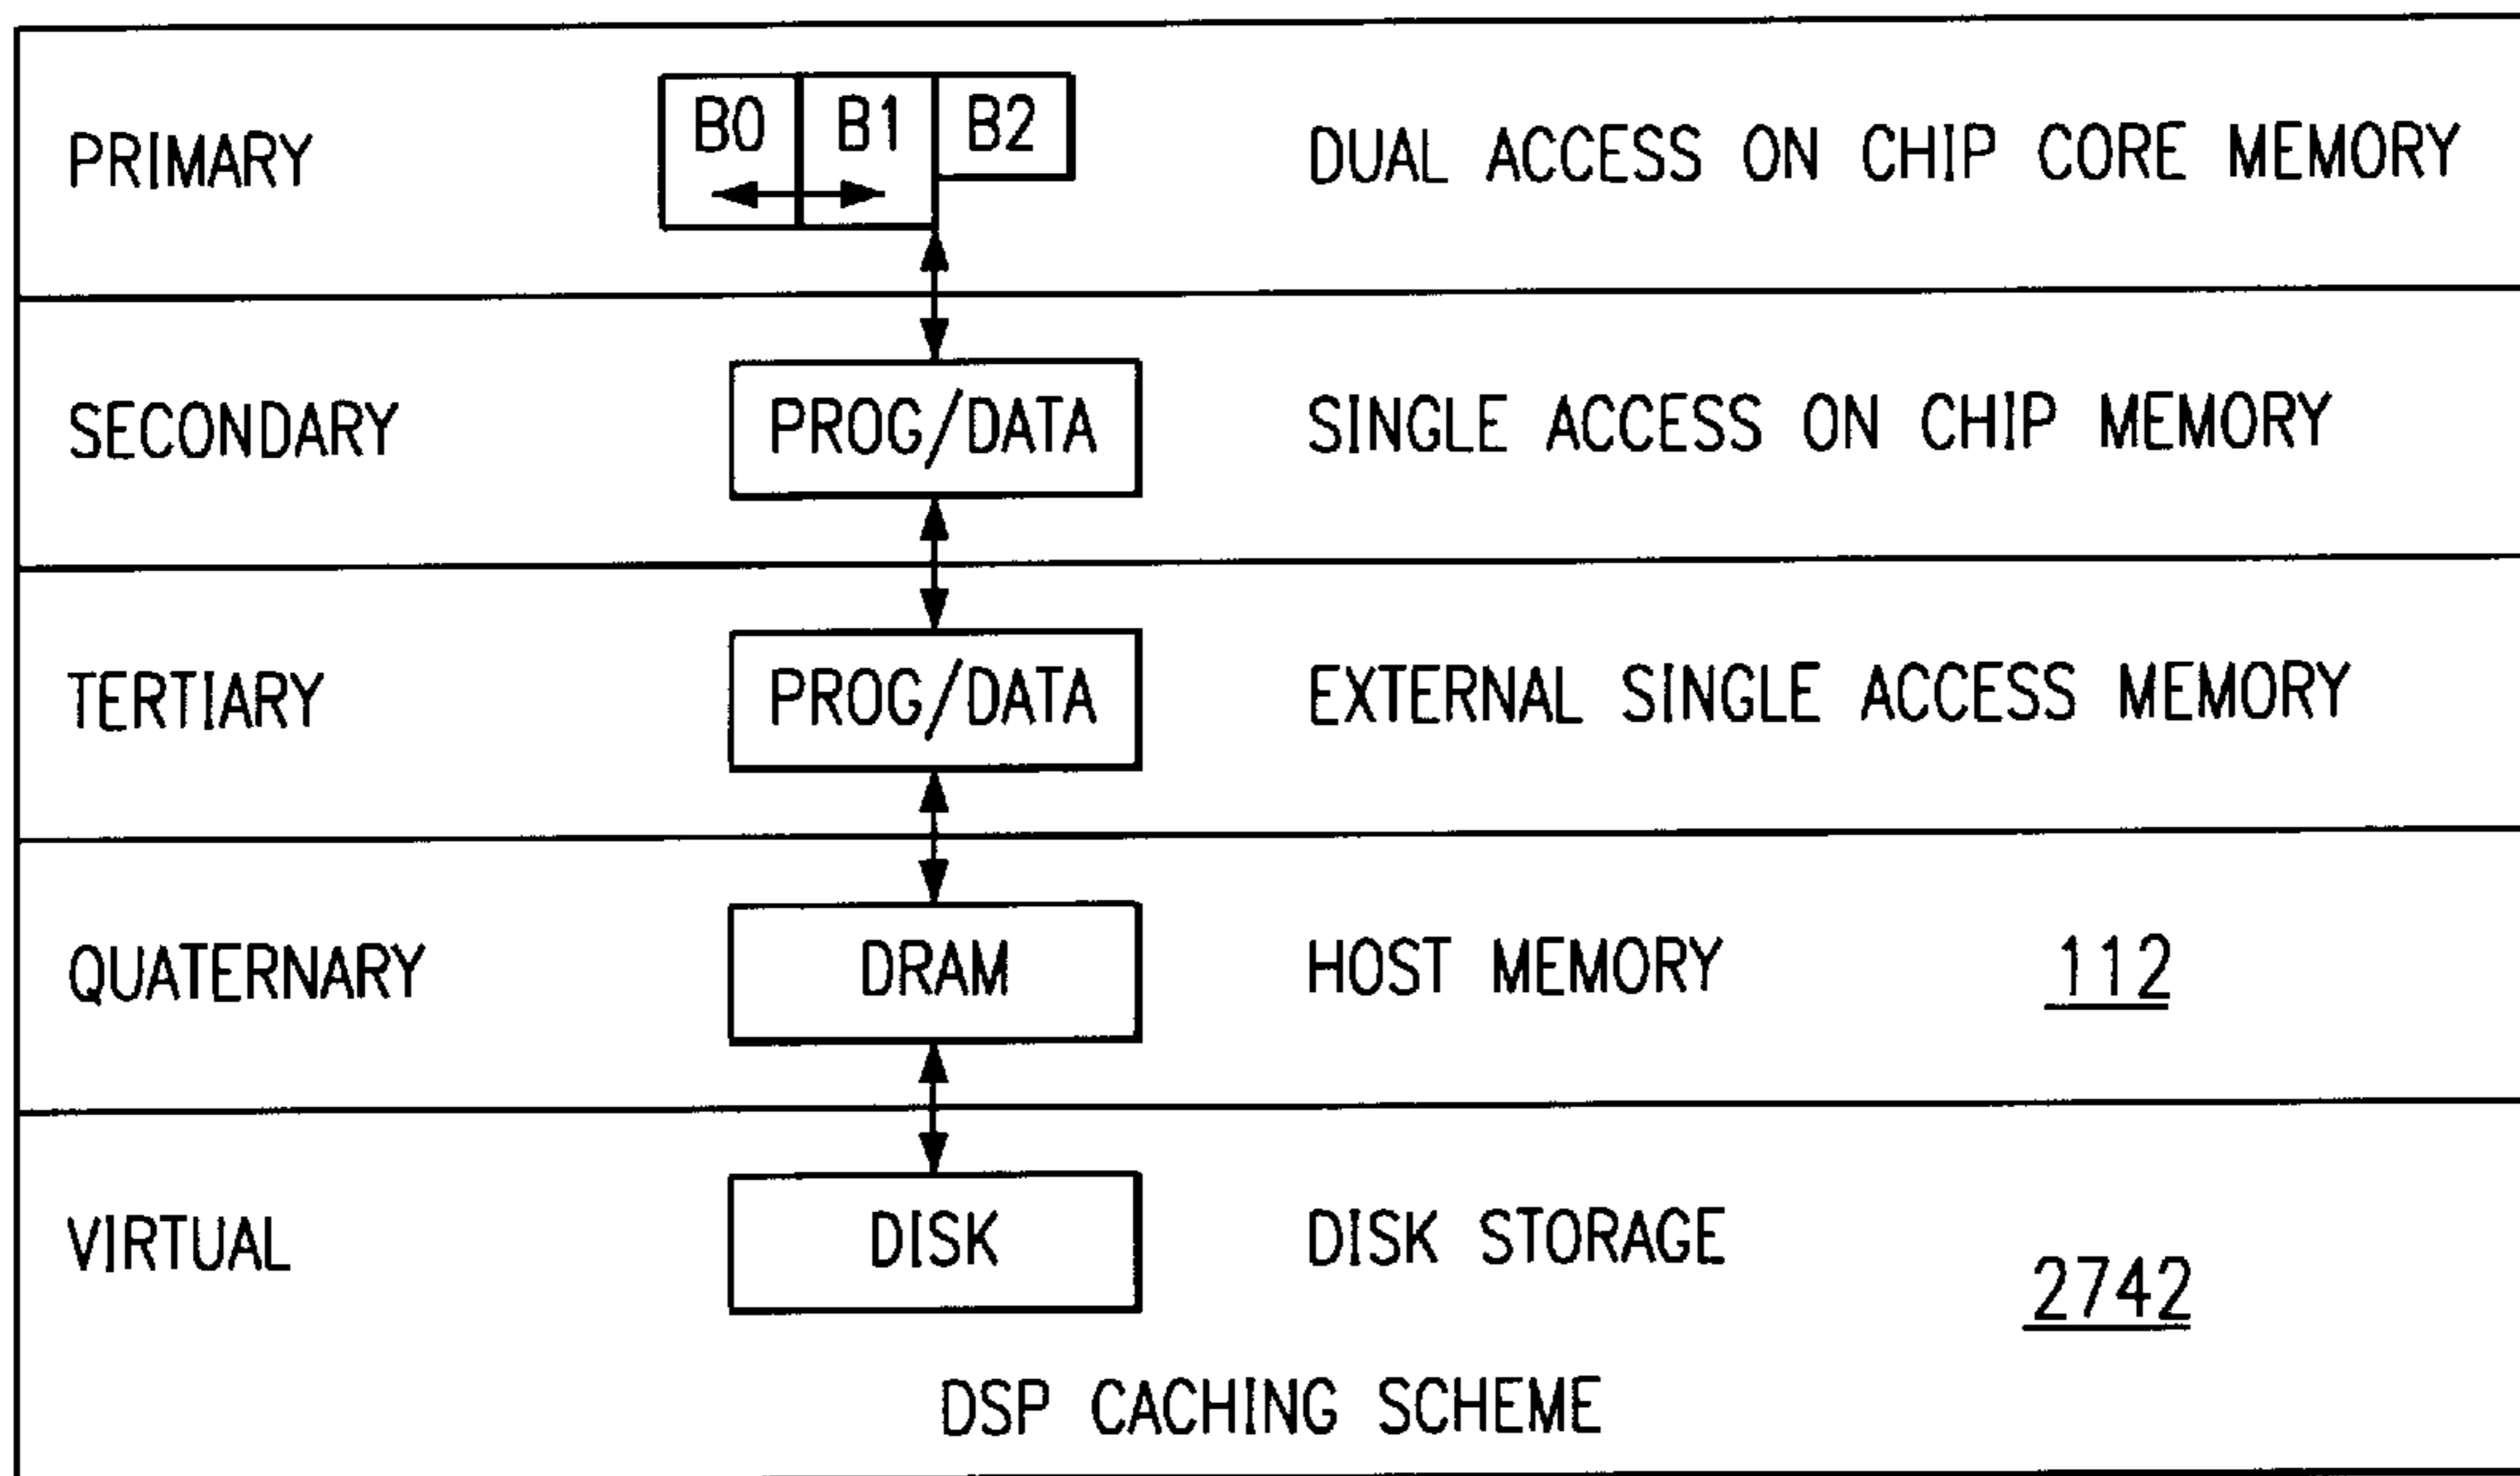 PRIMARY B0 B1 B2 DUAL ACCESS ON CHIP CORE MEMORY
SECONDARY PROG/DATA SINGLE ACCESS ON CHIP MEMORY
TERTIARY PROG/DATA EXTERNAL SINGLE ACCESS MEMORY
QUATERNARY DRAM HOST MEMORY 112
VIRTUAL DISK DISK STORAGE
2742
DSP CACHING SCHEME